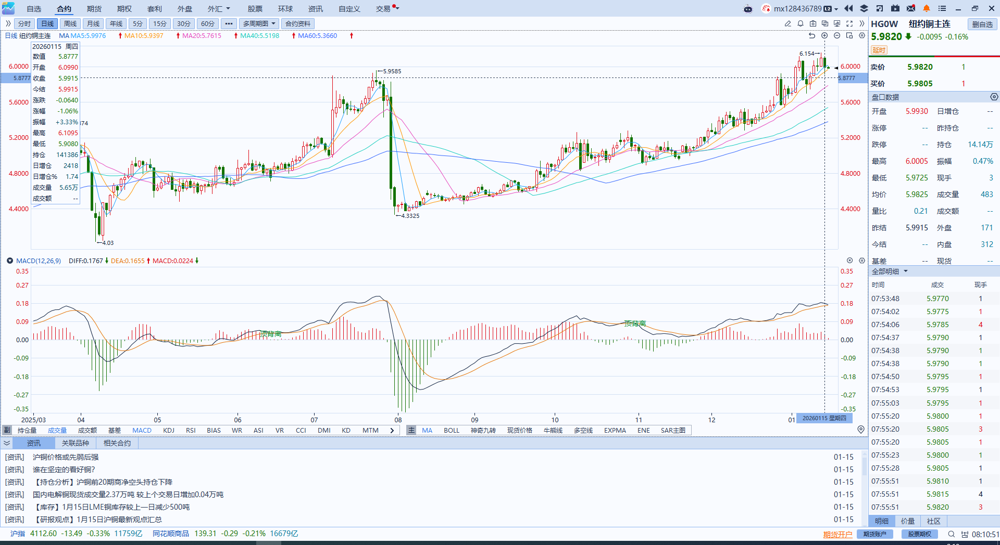 自选 合约 期货 期权 套利 外盘 外汇 股票 环球 资讯 自定义 交易 mx128436789 L2
分时 日线 周线 月线 年线 5分 15分 30分 60分 ••• 多周期图 合约资料
日线 纽约铜主连 MA MA5:5.9976 MA10:5.9397 MA20:5.7615 MA40:5.5198 MA60:5.3660
20260115 周四
数值 5.8777
开盘 6.0990
收盘 5.9915
今结 5.9915
涨跌 -0.0640
涨幅 -1.06%
振幅 +3.33%
最高 6.1095
最低 5.9080
持仓 141386
日增仓 2418
日增仓% 1.74
成交量 5.65万
成交额 --
6.0000
5.8777
5.6000
5.2000
4.8000
4.4000
6.154
5.9585
4.3325
4.03
6.0000
5.8777
5.6000
5.2000
4.8000
4.4000
MACD(12,26,9) DIFF:0.1767 DEA:0.1655 MACD:0.0224
0.35 0.35
0.27 0.27
0.18 0.18
0.09 顶背离 顶背离 0.09
0.00 0.00
-0.09 -0.09
-0.18 -0.18
-0.27 -0.27
-0.35 -0.35
2025/03 04 05 06 07 08 09 10 11 12 01 20260115 星期四
副 持仓量 成交量 成交额 基差 MACD KDJ RSI BIAS WR ASI VR CCI DMI KD MTM 主 MA BOLL 神奇九转 现货价格 牛熊线 多空线 EXPMA ENE SAR主图
资讯 关联品种 相关合约
[资讯] 沪铜价格或先弱后强 01-15
[资讯] 谁在坚定的看好铜? 01-15
[资讯] 【持仓分析】沪铜前20期商净空头持仓下降 01-15
[资讯] 国内电解铜现货成交量2.37万吨 较上个交易日增加0.04万吨 01-15
[资讯] 【库存】1月15日LME铜库存较上一日减少500吨 01-15
[资讯] 【研报观点】1月15日沪铜最新观点汇总 01-15
HG0W 纽约铜主连 删自选
5.9820 -0.0095 -0.16%
延时
卖价 5.9820 1
买价 5.9805 1
盘口数据
开盘 5.9930 日增仓 --
涨停 -- 昨持仓 --
跌停 -- 持仓 14.14万
最高 6.0005 振幅 0.47%
最低 5.9725 现手 3
均价 5.9825 成交量 483
量比 0.21 成交额 --
昨结 5.9915 外盘 171
今结 -- 内盘 312
基差 -- 现货 --
全部明细
时间 成交 现手
07:53:48 5.9770 1
07:54:02 5.9775 1
07:54:06 5.9785 4
07:54:37 5.9790 1
07:54:38 5.9790 1
07:54:38 5.9790 1
07:54:50 5.9795 1
07:54:53 5.9795 1
07:55:03 5.9795 1
07:55:20 5.9800 1
07:55:20 5.9805 3
07:55:20 5.9805 1
07:55:23 5.9800 1
07:55:28 5.9805 1
07:55:51 5.9810 1
07:55:51 5.9815 4
07:55:51 5.9820 3
明细 价量 社区
沪指 4112.60 -13.49 -0.33% 11759亿 同花顺商品 139.31 -0.29 -0.21% 16679亿 期货开户 期货账户 股票期权 08:10:51